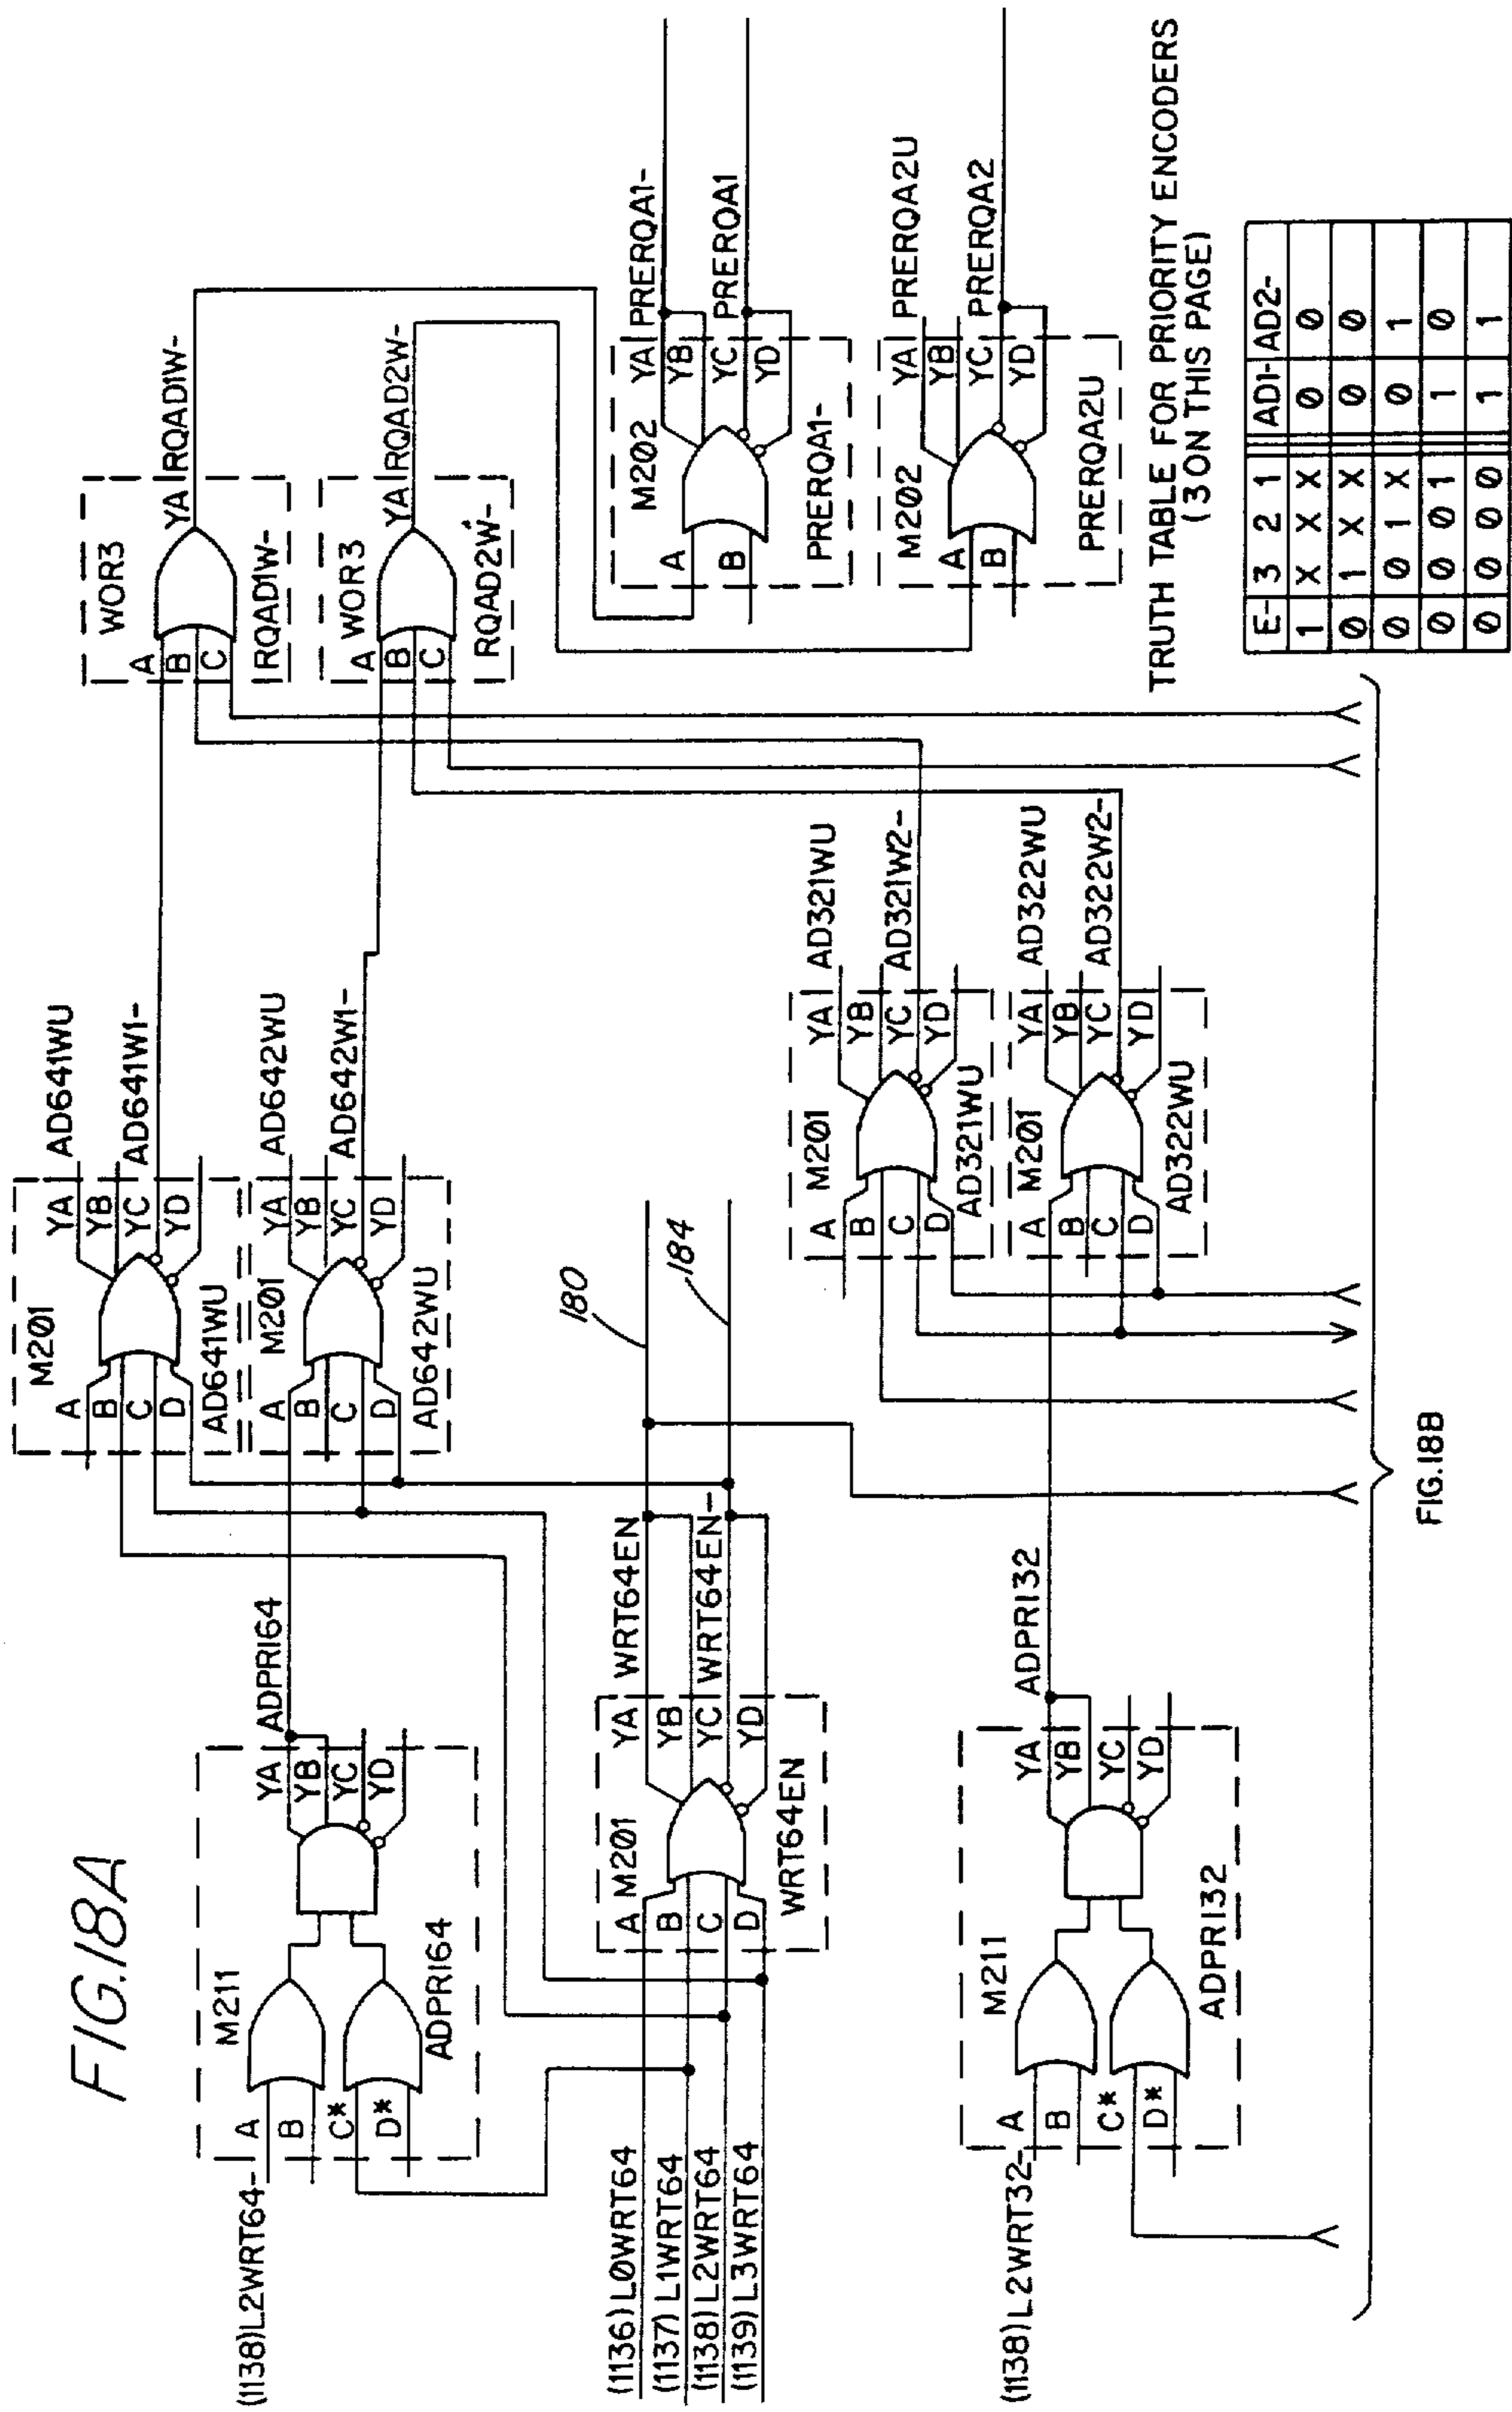 FIG.18A
(1138)L2WRT64-
M211
A
B
C*
D*
YA
YB
YC
YD
ADPRI64
ADPRI64
M201
A
B
C
D
YA
YB
YC
YD
AD641WU
AD641W1-
AD641WU
M201
A
B
C
D
YA
YB
YC
YD
AD642WU
AD642W1-
AD642WU
WOR3
A
B
C
YA
RQAD1W-
RQAD1W-
WOR3
A
B
C
YA
RQAD2W-
RQAD2W-
(1136)L0WRT64
(1137)L1WRT64
(1138)L2WRT64
(1139)L3WRT64
M201
A
B
C
D
YA
YB
YC
YD
WRT64EN
WRT64EN-
WRT64EN
180
184
M202
A
B
YA
YB
YC
YD
PRERQA1-
PRERQA1
PRERQA1-
M202
A
B
YA
YB
YC
YD
PRERQA2U
PRERQA2
PRERQA2U
M201
A
B
C
D
YA
YB
YC
YD
AD321WU
AD321W2-
AD321WU
M201
A
B
C
D
YA
YB
YC
YD
AD322WU
AD322W2-
AD322WU
(1138)L2WRT32-
M211
A
B
C*
D*
YA
YB
YC
YD
ADPRI32
ADPRI32
TRUTH TABLE FOR PRIORITY ENCODERS
(3 ON THIS PAGE)
E- 3 2 1 AD1- AD2-
1 X X X 0 0
0 1 X X 0 0
0 0 1 X 0 1
0 0 0 1 1 0
0 0 0 0 1 1
FIG.18B